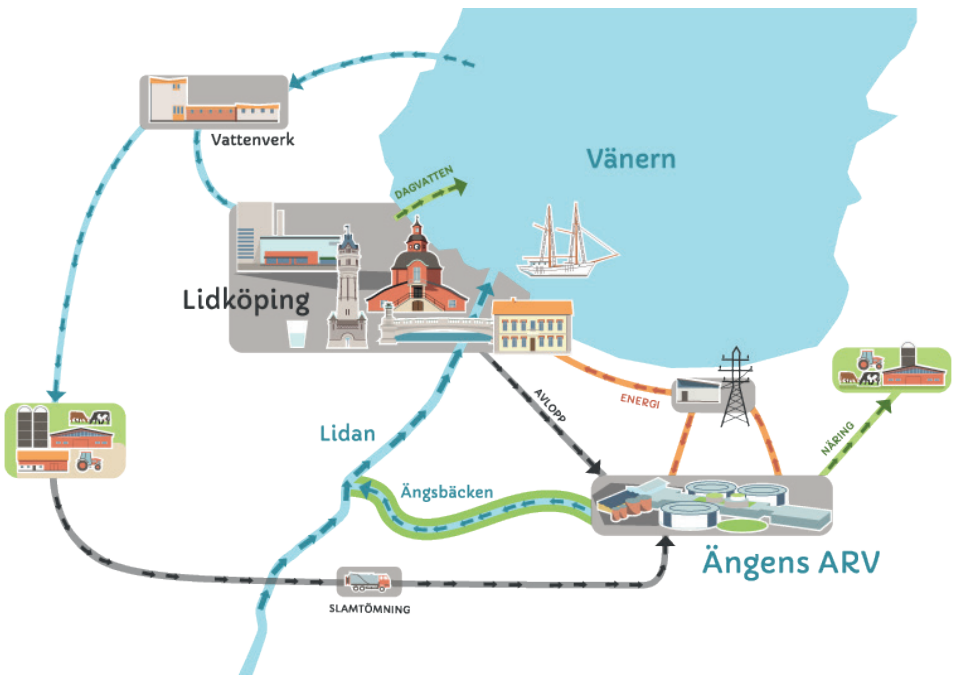 Vattenverk
Vänern
DAGVATTEN
Lidköping
AVLOPP
ENERGI
NÄRING
Lidan
Ängsbäcken
Ängens ARV
SLAMTÖMNING